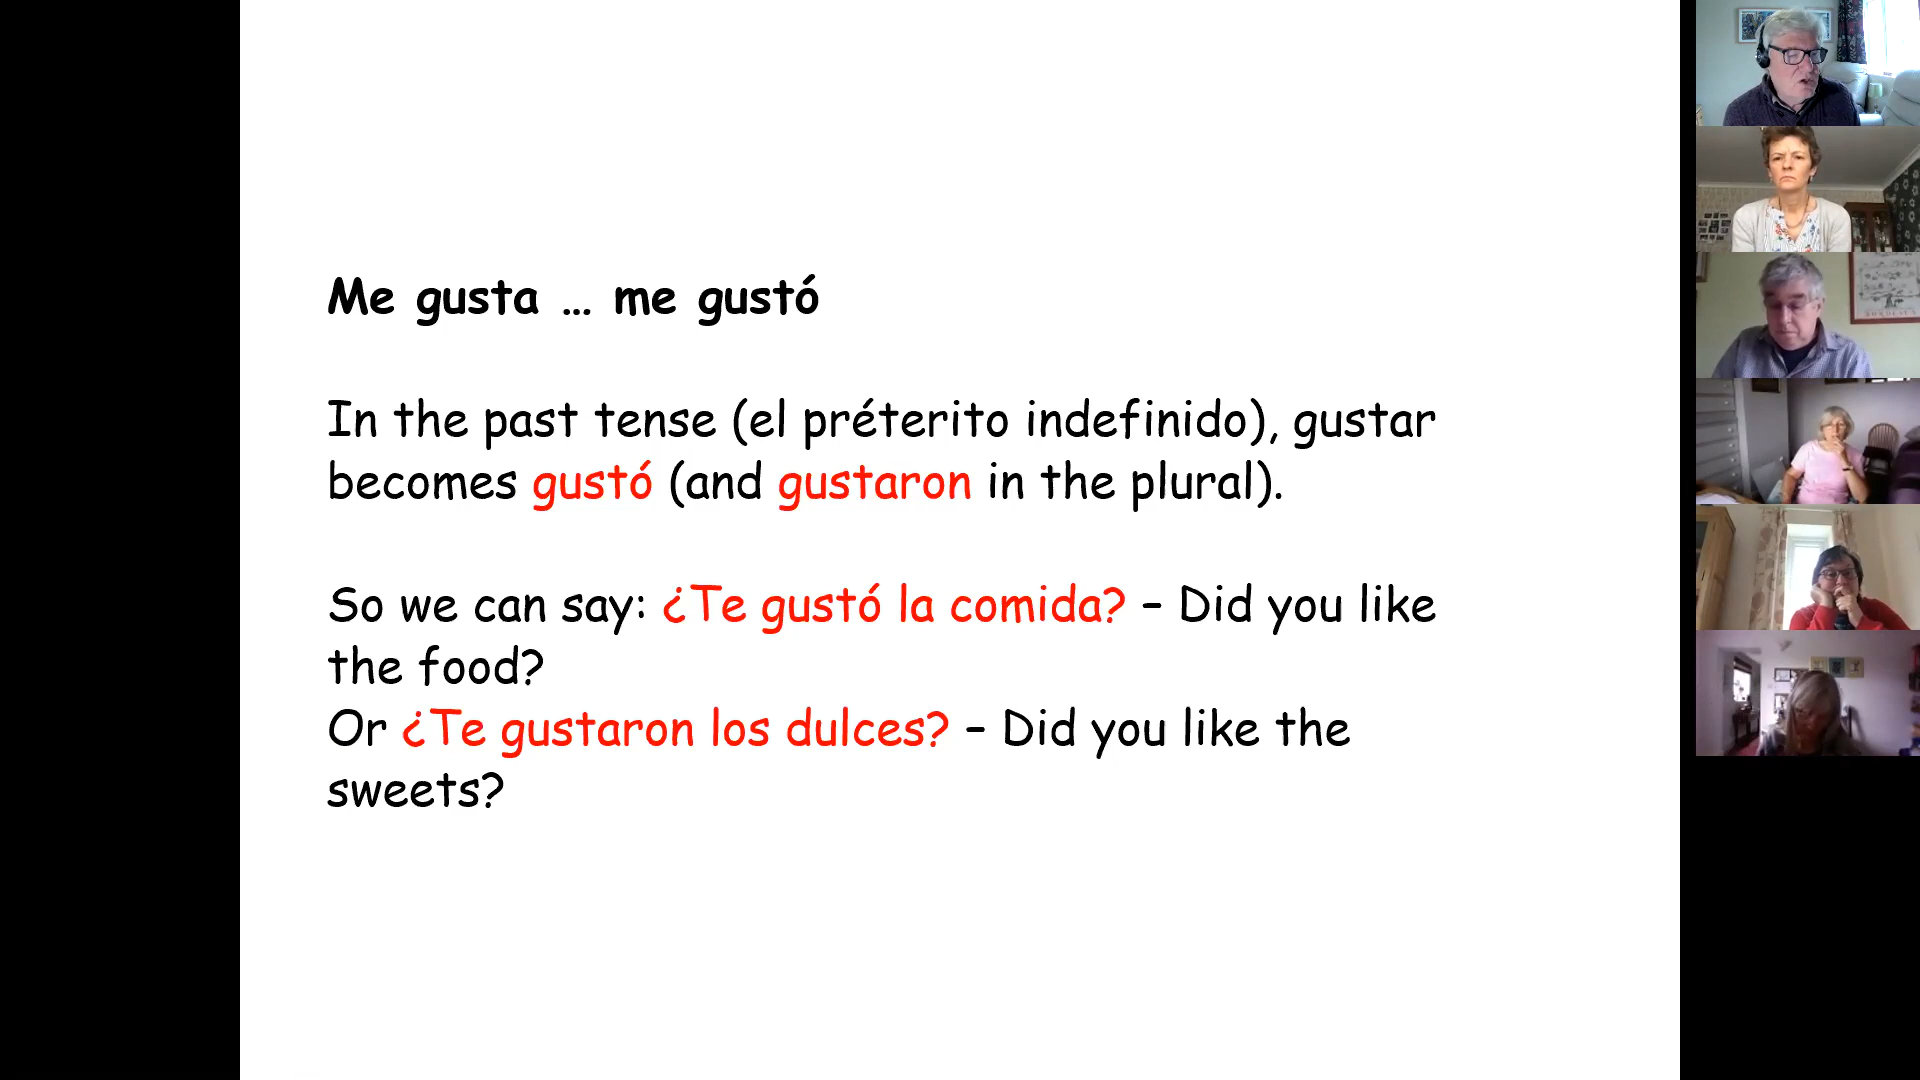 Me gusta … me gustó
In the past tense (el préterito indefinido), gustar
becomes gustó (and gustaron in the plural).
So we can say: ¿Te gustó la comida? – Did you like
the food?
Or ¿Te gustaron los dulces? – Did you like the
sweets?
BORDEAUX